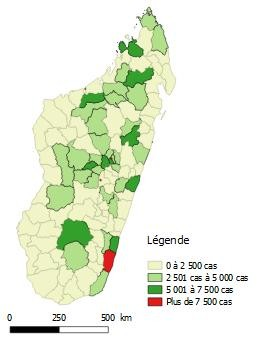 Légende
0 à 2 500 cas
2 501 cas à 5 000 cas
5 001 à 7 500 cas
Plus de 7 500 cas
0 250 500 km